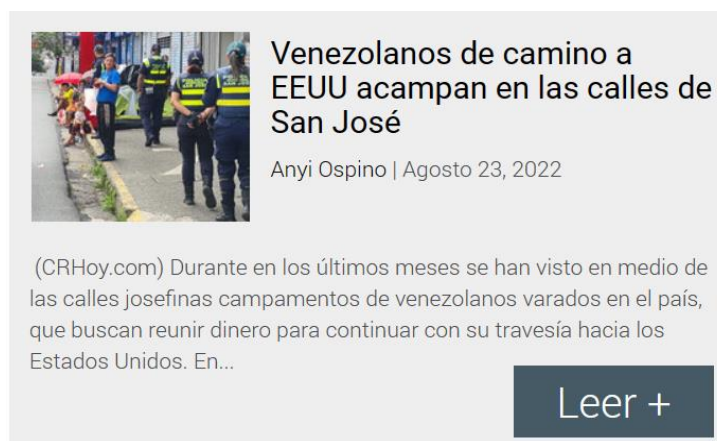 Venezolanos de camino a
EEUU acampan en las calles de
San José
Anyi Ospino | Agosto 23, 2022
(CRHoy.com) Durante en los últimos meses se han visto en medio de
las calles josefinas campamentos de venezolanos varados en el país,
que buscan reunir dinero para continuar con su travesía hacia los
Estados Unidos. En...
Leer +